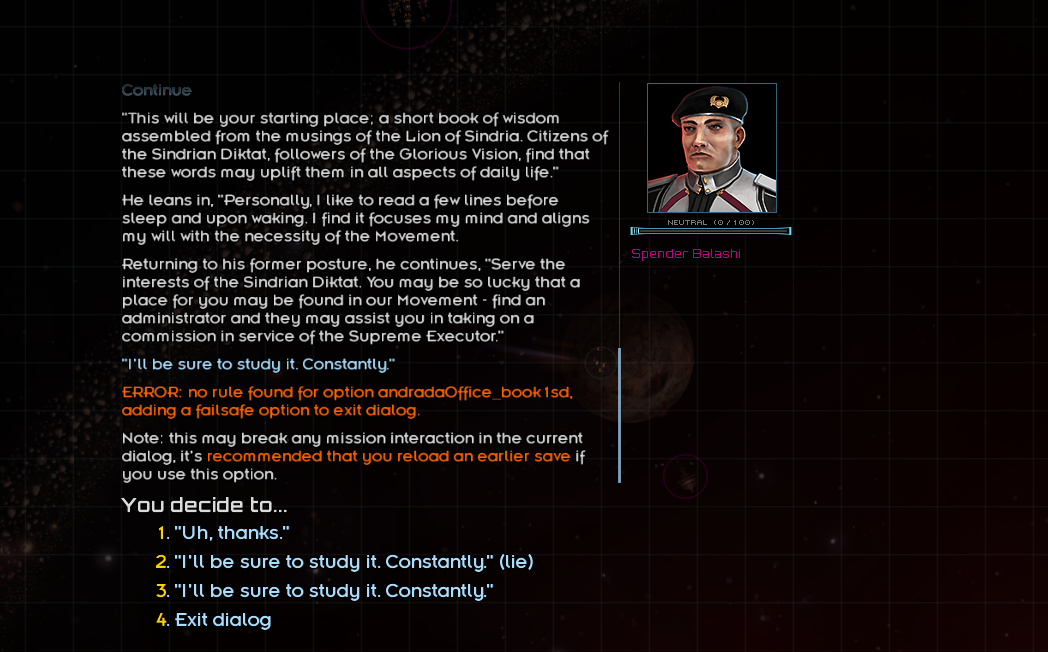 Continue
"This will be your starting place; a short book of wisdom
assembled from the musings of the Lion of Sindria. Citizens of
the Sindrian Diktat, followers of the Glorious Vision, find that
these words may uplift them in all aspects of daily life."
He leans in, "Personally, I like to read a few lines before
sleep and upon waking. I find it focuses my mind and aligns
my will with the necessity of the Movement.
Returning to his former posture, he continues, "Serve the
interests of the Sindrian Diktat. You may be so lucky that a
place for you may be found in our Movement - find an
administrator and they may assist you in taking on a
commission in service of the Supreme Executor."
"I'll be sure to study it. Constantly."
ERROR: no rule found for option andradaOffice_book1sd,
adding a failsafe option to exit dialog.
Note: this may break any mission interaction in the current
dialog, it's recommended that you reload an earlier save if
you use this option.
You decide to...
1. "Uh, thanks."
2. "I'll be sure to study it. Constantly." (lie)
3. "I'll be sure to study it. Constantly."
4. Exit dialog
NEUTRAL (0 / 100)
Spender Balashi